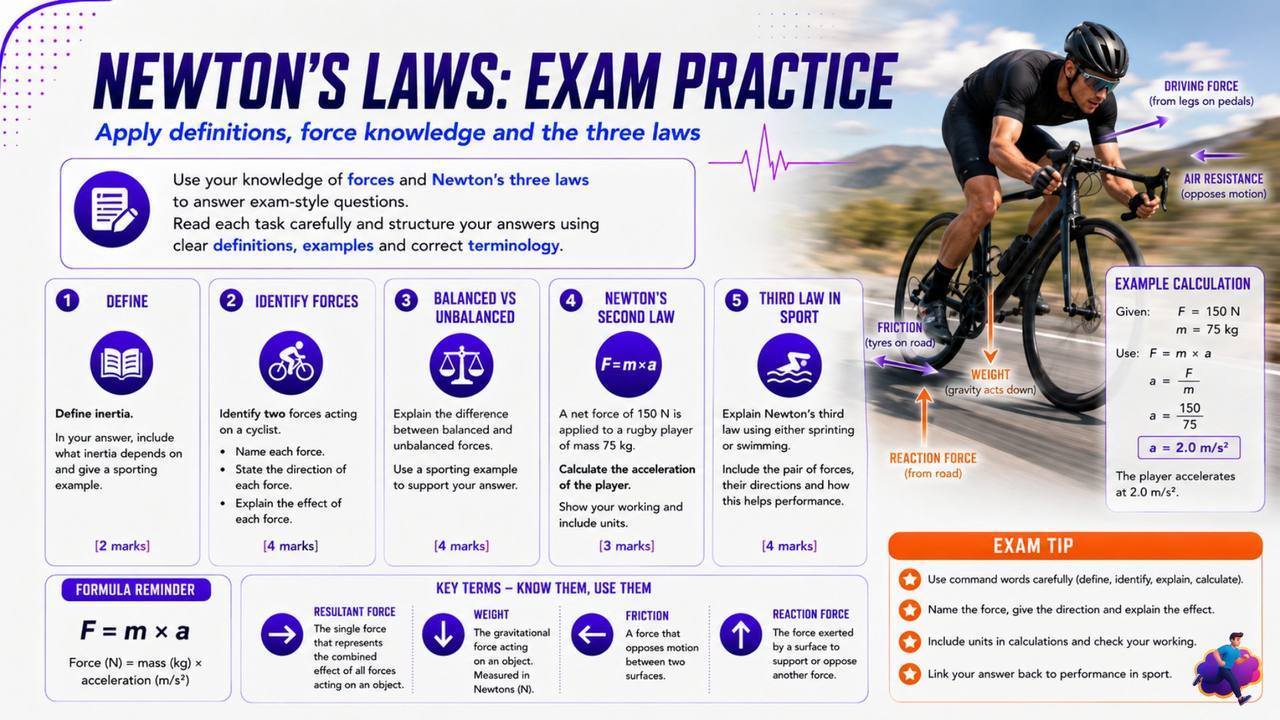 NEWTON'S LAWS: EXAM PRACTICE
Apply definitions, force knowledge and the three laws
Use your knowledge of forces and Newton's three laws
to answer exam-style questions.
Read each task carefully and structure your answers using
clear definitions, examples and correct terminology.
1 DEFINE
Define inertia.
In your answer, include
what inertia depends on
and give a sporting
example.
[2 marks]
2 IDENTIFY FORCES
Identify two forces acting
on a cyclist.
• Name each force.
• State the direction of
each force.
• Explain the effect of
each force.
[4 marks]
3 BALANCED VS
UNBALANCED
Explain the difference
between balanced and
unbalanced forces.
Use a sporting example
to support your answer.
[4 marks]
4 NEWTON'S
SECOND LAW
F=m×a
A net force of 150 N is
applied to a rugby player
of mass 75 kg.
Calculate the acceleration
of the player.
Show your working and
include units.
[3 marks]
5 THIRD LAW IN
SPORT
Explain Newton's third
law using either sprinting
or swimming.
Include the pair of forces,
their directions and how
this helps performance.
[4 marks]
DRIVING FORCE
(from legs on pedals)
AIR RESISTANCE
(opposes motion)
FRICTION
(tyres on road)
WEIGHT
(gravity acts down)
REACTION FORCE
(from road)
EXAMPLE CALCULATION
Given: F = 150 N
m = 75 kg
Use: F = m × a
a = F/m
a = 150/75
a = 2.0 m/s²
The player accelerates
at 2.0 m/s².
FORMULA REMINDER
F = m × a
Force (N) = mass (kg) ×
acceleration (m/s²)
KEY TERMS – KNOW THEM, USE THEM
RESULTANT FORCE
The single force
that represents
the combined
effect of all forces
acting on an object.
WEIGHT
The gravitational
force acting
on an object.
Measured in
Newtons (N).
FRICTION
A force that
opposes motion
between two
surfaces.
REACTION FORCE
The force exerted
by a surface to
support or oppose
another force.
EXAM TIP
Use command words carefully (define, identify, explain, calculate).
Name the force, give the direction and explain the effect.
Include units in calculations and check your working.
Link your answer back to performance in sport.